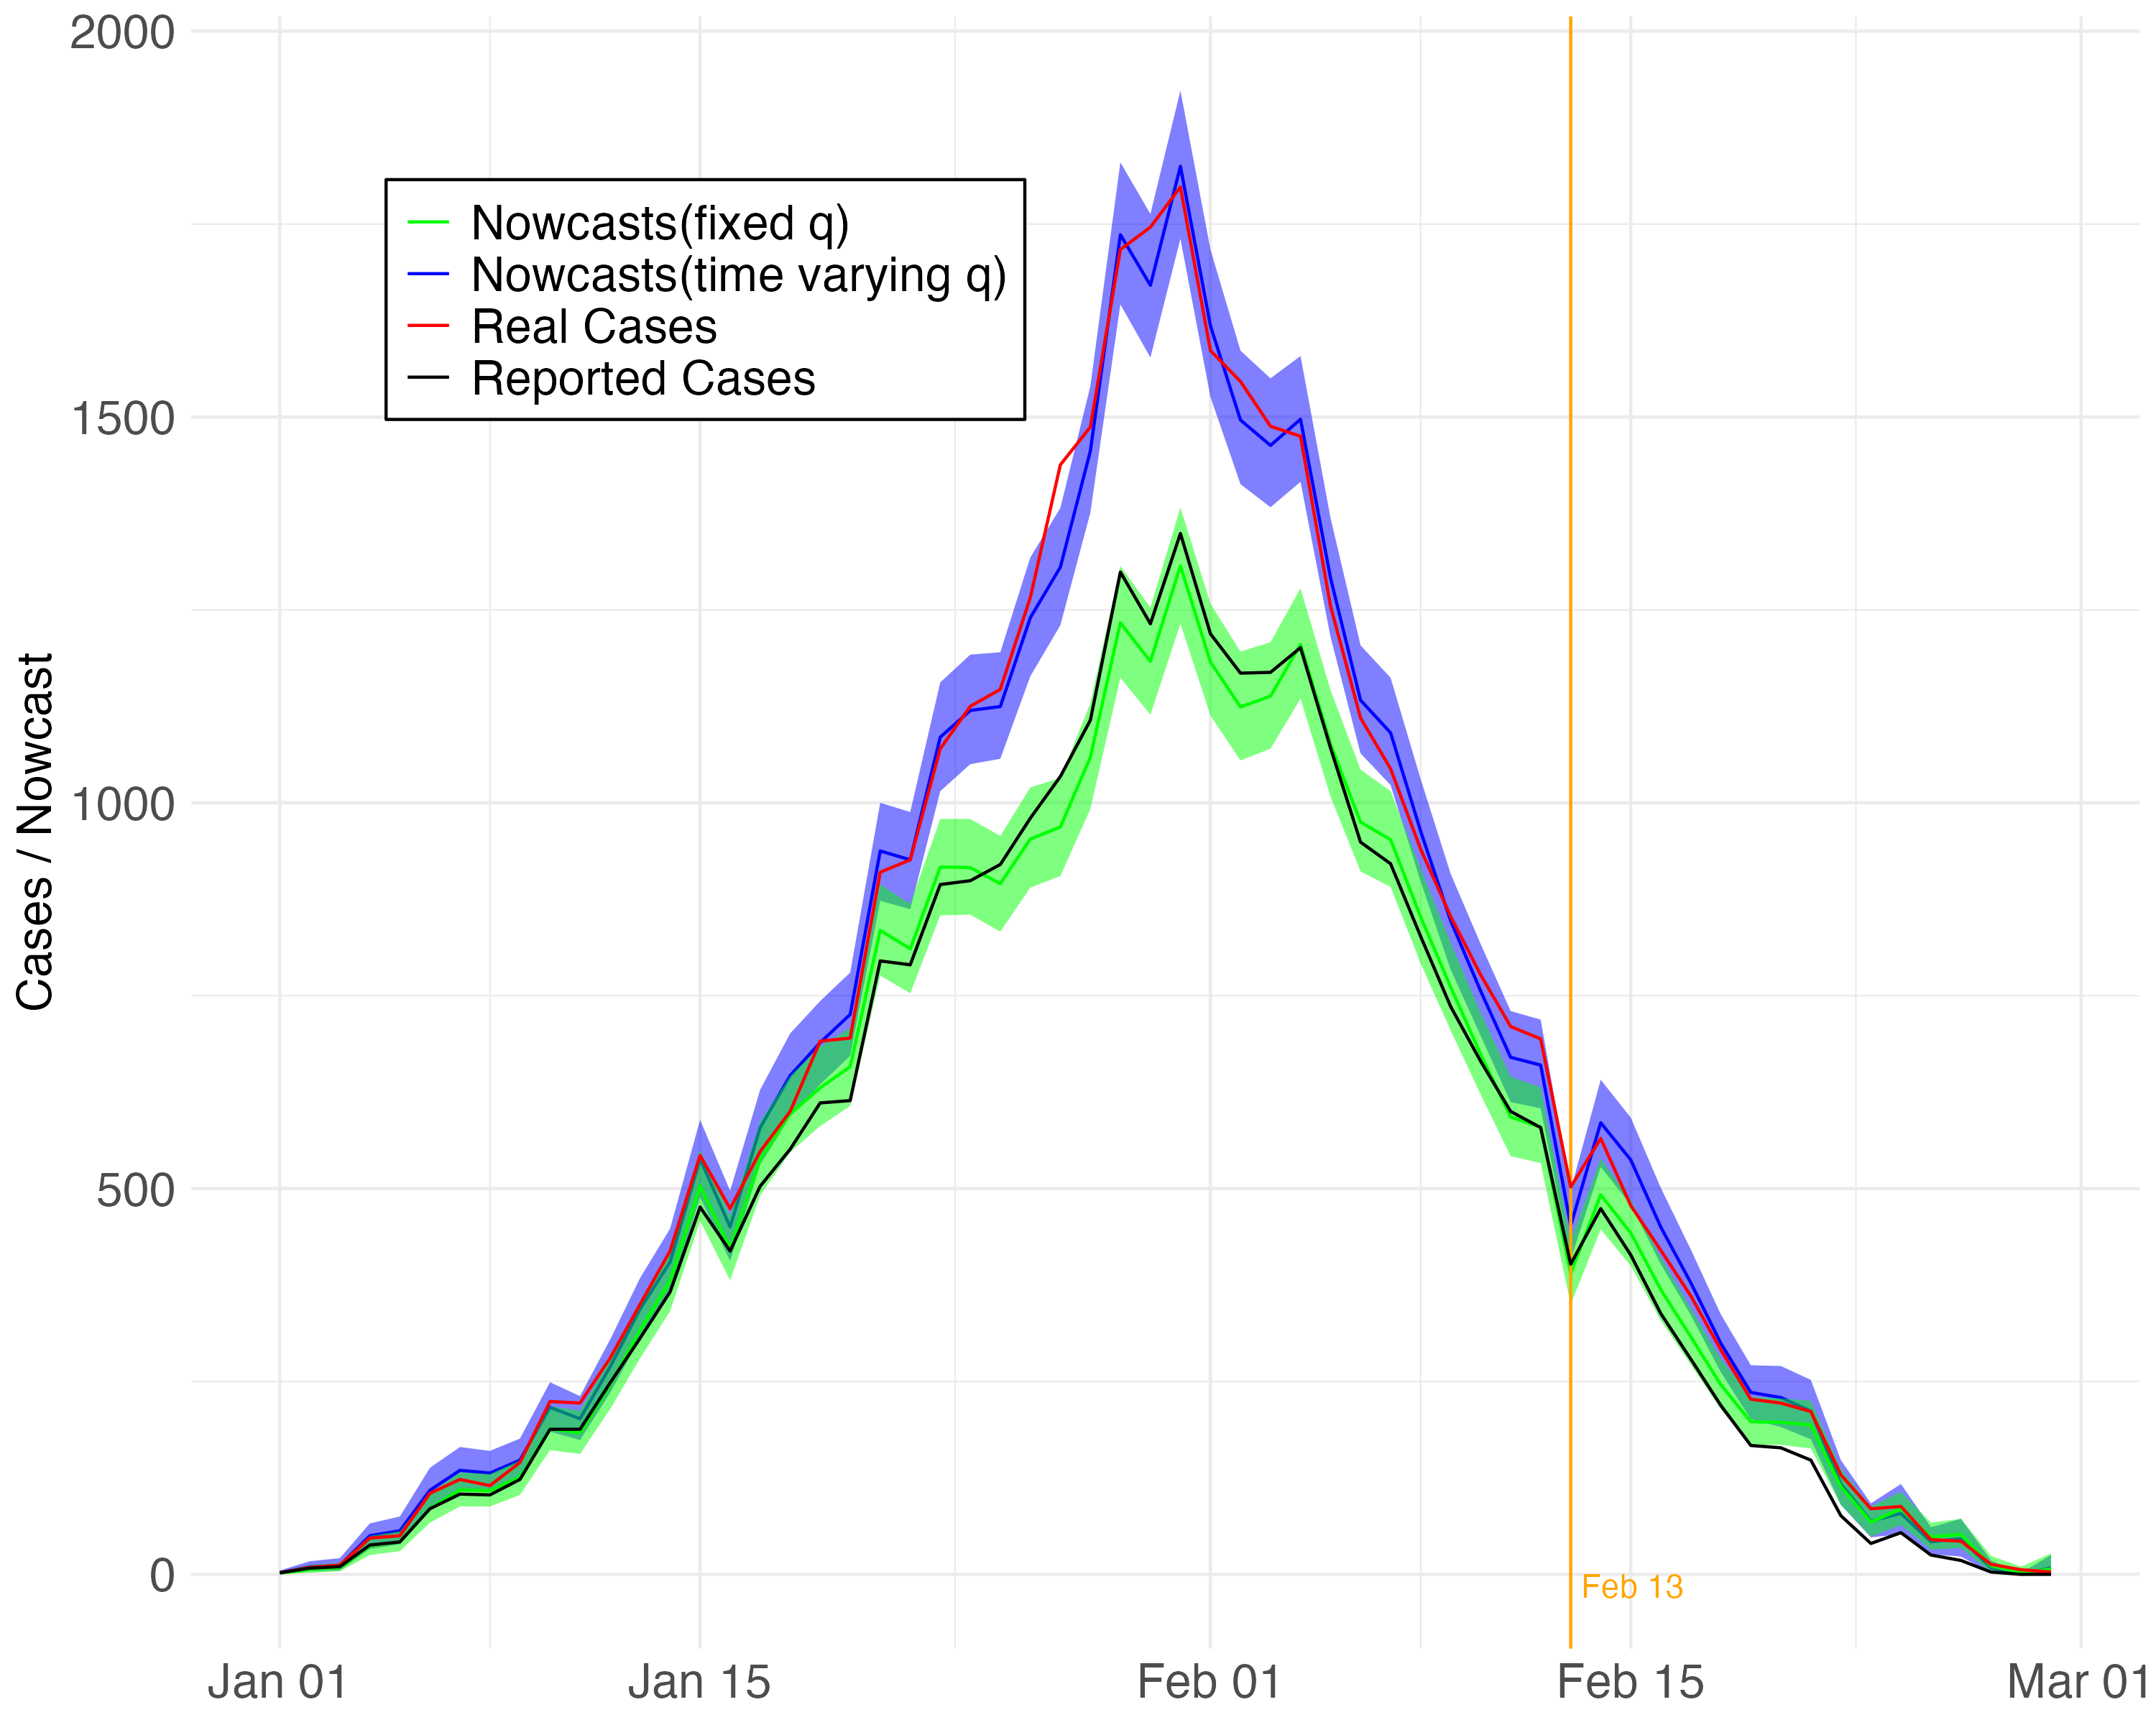 2000
1500
1000
500
0
Cases / Nowcast
Nowcasts(fixed q)
Nowcasts(time varying q)
Real Cases
Reported Cases
Feb 13
Jan 01
Jan 15
Feb 01
Feb 15
Mar 01